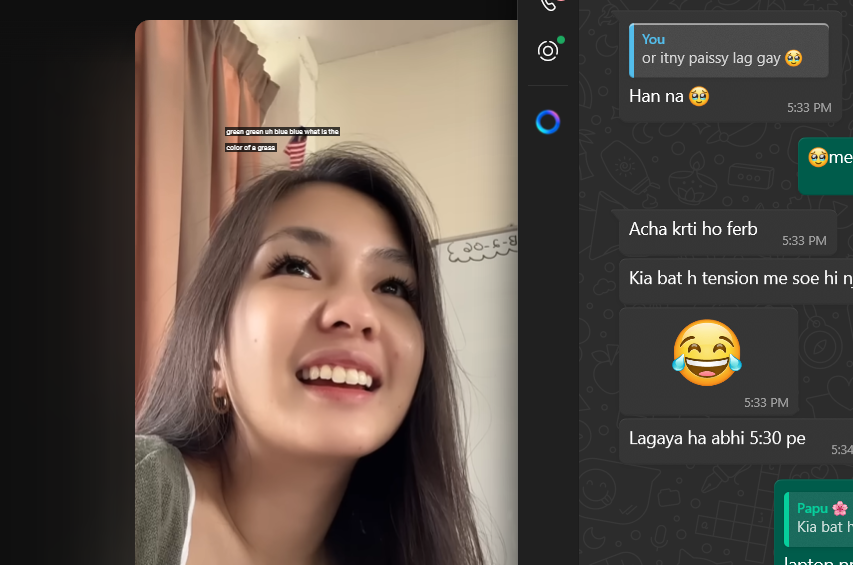 green green uh blue blue what is the
color of a grass
You
or itny paissy lag gay 🥹
Han na 🥹
5:33 PM
🥹me
Acha krti ho ferb
5:33 PM
Kia bat h tension me soe hi n
😂
5:33 PM
Lagaya ha abhi 5:30 pe
5:34
Papu 🌸
Kia bat h